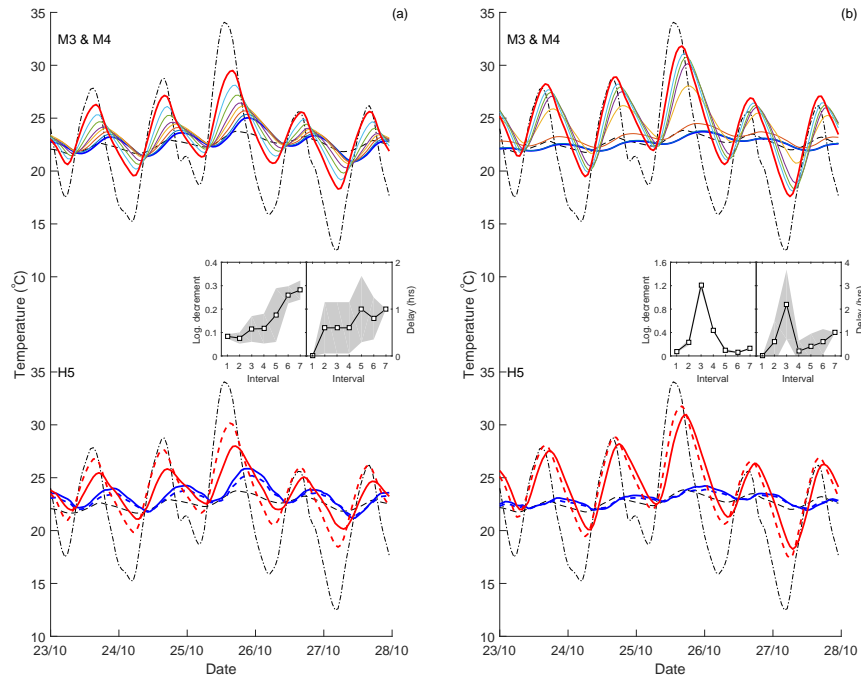 (a)
M3 & M4
35
30
25
20
15
10
Temperature (°C)
0.4
0.3
0.2
0.1
0
Log. decrement
1 2 3 4 5 6 7
Interval
2
1
0
Delay (hrs)
1 2 3 4 5 6 7
Interval
H5
35
30
25
20
15
10
23/10 24/10 25/10 26/10 27/10 28/10
Date
(b)
M3 & M4
35
30
25
20
15
10
Temperature (°C)
1.6
1.2
0.8
0.4
0
Log. decrement
1 2 3 4 5 6 7
Interval
4
3
2
1
0
Delay (hrs)
1 2 3 4 5 6 7
Interval
H5
35
30
25
20
15
10
23/10 24/10 25/10 26/10 27/10 28/10
Date